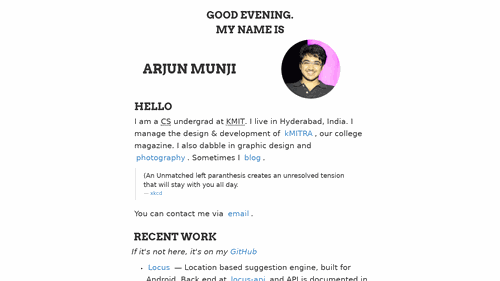 GOOD EVENING.
MY NAME IS
ARJUN MUNJI
HELLO
I am a CS undergrad at KMIT. I live in Hyderabad, India. I
manage the design & development of kMITRA, our college
magazine. I also dabble in graphic design and
photography. Sometimes I blog.
(An Unmatched left paranthesis creates an unresolved tension
that will stay with you all day.
— xkcd
You can contact me via email.
RECENT WORK
If it's not here, it's on my GitHub
• Locus — Location based suggestion engine, built for
Android. Back end at locus-api and API is documented in